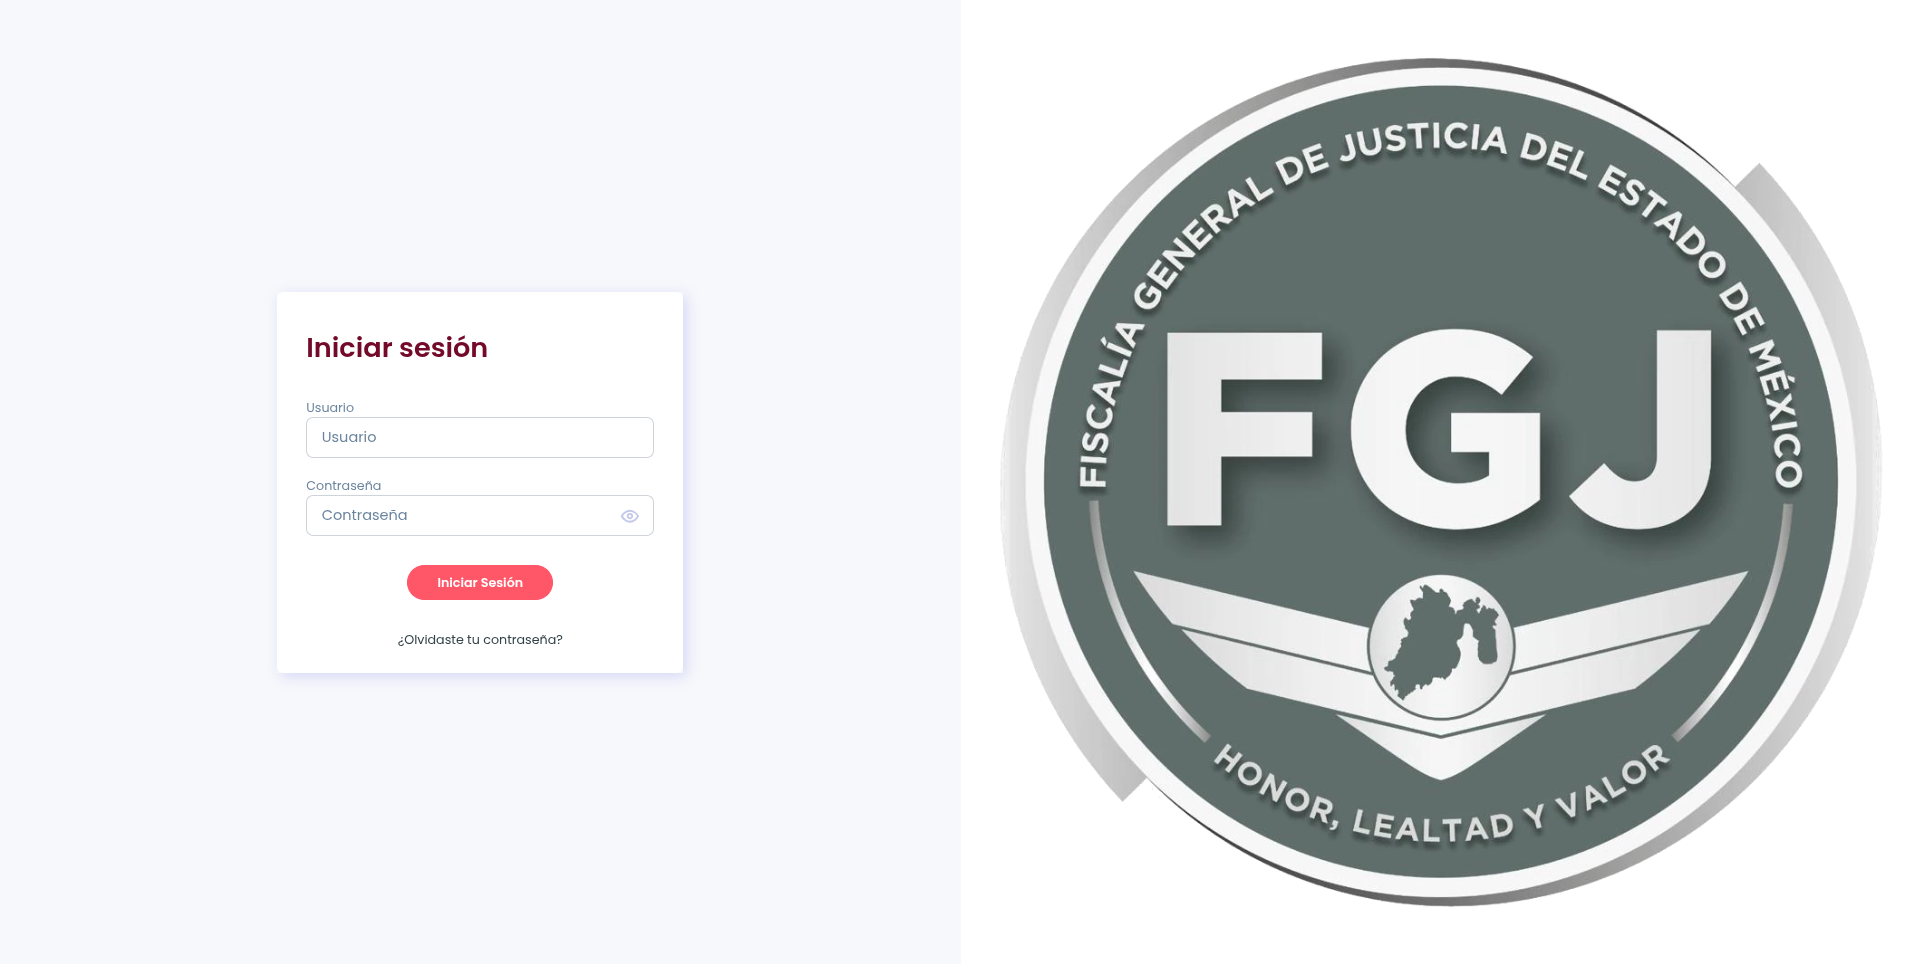 Iniciar sesión
Usuario
Usuario
Contraseña
Contraseña
Iniciar Sesión
¿Olvidaste tu contraseña?
FISCALÍA GENERAL DE JUSTICIA DEL ESTADO DE MÉXICO
FGJ
HONOR, LEALTAD Y VALOR